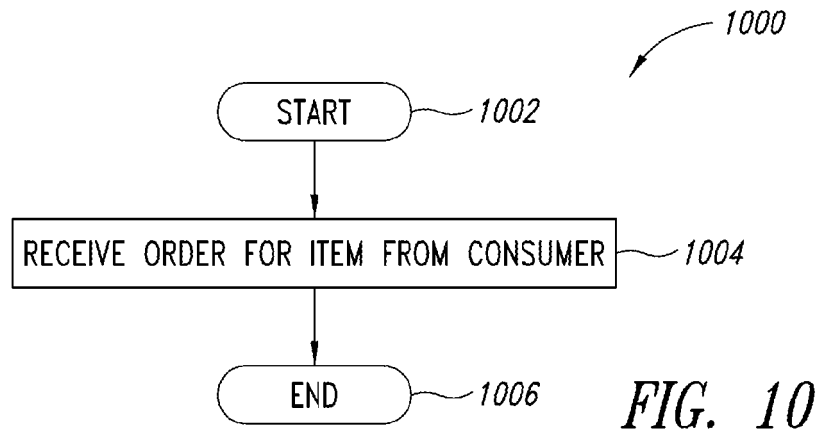 1000
START 1002
RECEIVE ORDER FOR ITEM FROM CONSUMER 1004
END 1006
FIG. 10